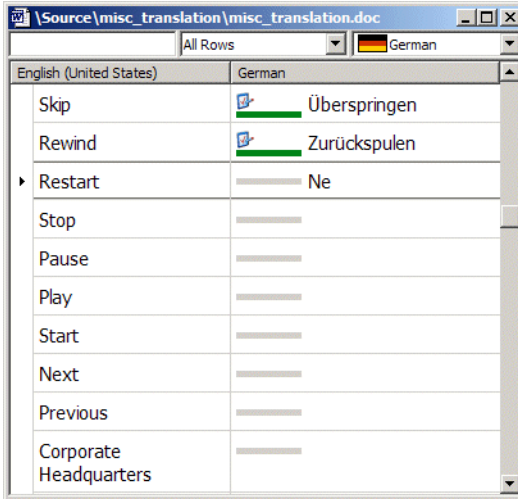 \Source\misc_translation\misc_translation.doc
All Rows
German
English (United States)
German
Skip
Überspringen
Rewind
Zurückspulen
Restart
Ne
Stop
Pause
Play
Start
Next
Previous
Corporate
Headquarters